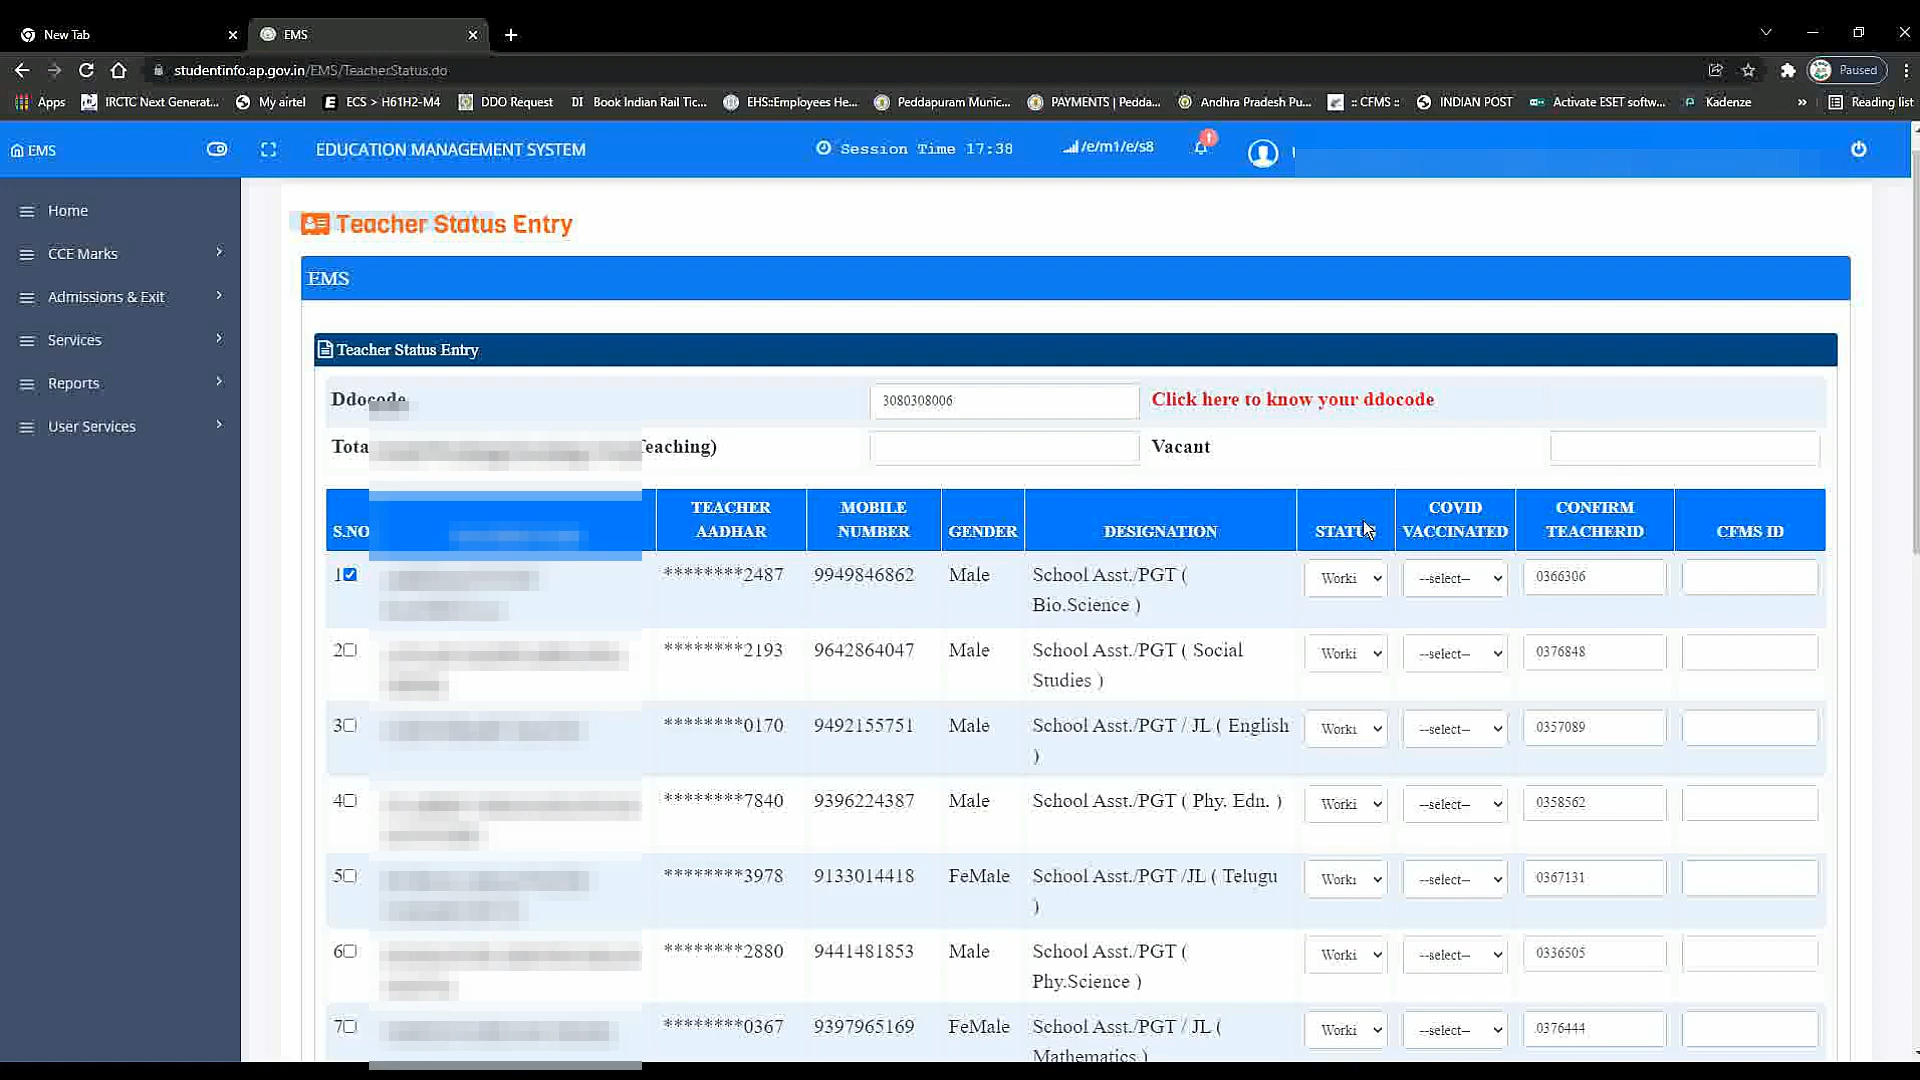 New Tab
EMS
studentinfo.ap.gov.in/EMS/TeacherStatus.do
Paused
Apps IRCTC Next Generat... My airtel ECS > H61H2-M4 DDO Request DI Book Indian Rail Tic... EHS::Employees He... Peddapuram Munic... PAYMENTS | Pedda... Andhra Pradesh Pu... :: CFMS :: INDIAN POST Activate ESET softw... Kadenze » Reading list
EMS
EDUCATION MANAGEMENT SYSTEM
Session Time 17:38
/e/m1/e/s8
Home
CCE Marks
Admissions & Exit
Services
Reports
User Services
Teacher Status Entry
EMS
Teacher Status Entry
Ddocode 3080308006 Click here to know your ddocode
Tota Teaching) Vacant
S.NO TEACHER AADHAR MOBILE NUMBER GENDER DESIGNATION STATUS COVID VACCINATED CONFIRM TEACHERID CFMS ID
1 ********2487 9949846862 Male School Asst./PGT ( Bio.Science ) Worki --select-- 0366306
2 ********2193 9642864047 Male School Asst./PGT ( Social Studies ) Worki --select-- 0376848
3 ********0170 9492155751 Male School Asst./PGT / JL ( English ) Worki --select-- 0357089
4 ********7840 9396224387 Male School Asst./PGT ( Phy. Edn. ) Worki --select-- 0358562
5 ********3978 9133014418 FeMale School Asst./PGT /JL ( Telugu ) Worki --select-- 0367131
6 ********2880 9441481853 Male School Asst./PGT ( Phy.Science ) Worki --select-- 0336505
7 ********0367 9397965169 FeMale School Asst./PGT / JL ( Mathematics ) Worki --select-- 0376444